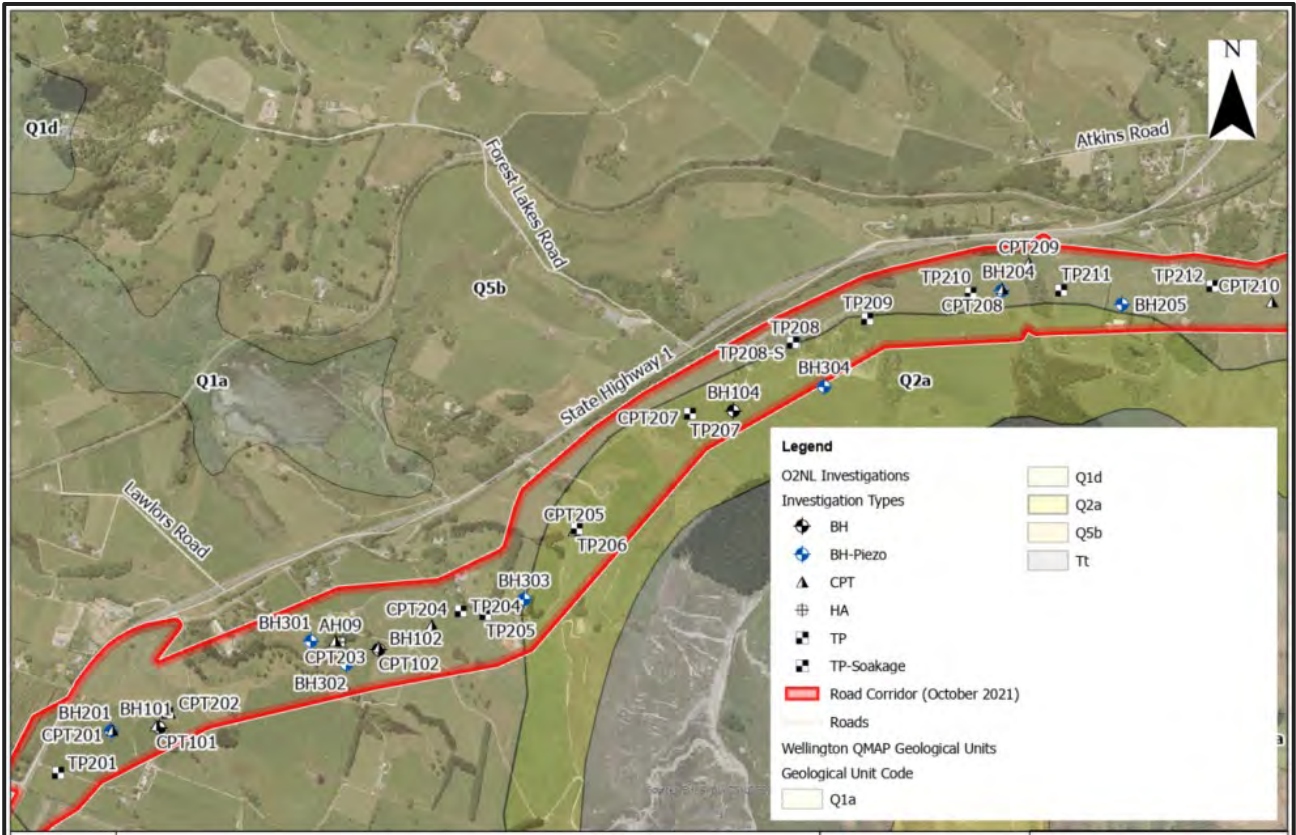 N
Q1d
Atkins Road
Forest Lakes Road
CPT209
Q5b
TP210
BH204
TP211
TP212
CPT210
CPT208
BH205
TP209
TP208
TP208-S
State Highway 1
BH304
Q1a
Q2a
BH104
CPT207
TP207
Lawlors Road
CPT205
TP206
BH303
CPT204
TP204
TP205
BH301
AH09
BH102
CPT203
CPT102
BH302
BH101
CPT202
BH201
CPT201
CPT101
TP201
Legend
O2NL Investigations
Investigation Types
BH
BH-Piezo
CPT
HA
TP
TP-Soakage
Road Corridor (October 2021)
Roads
Wellington QMAP Geological Units
Geological Unit Code
Q1a
Q1d
Q2a
Q5b
Tt
a